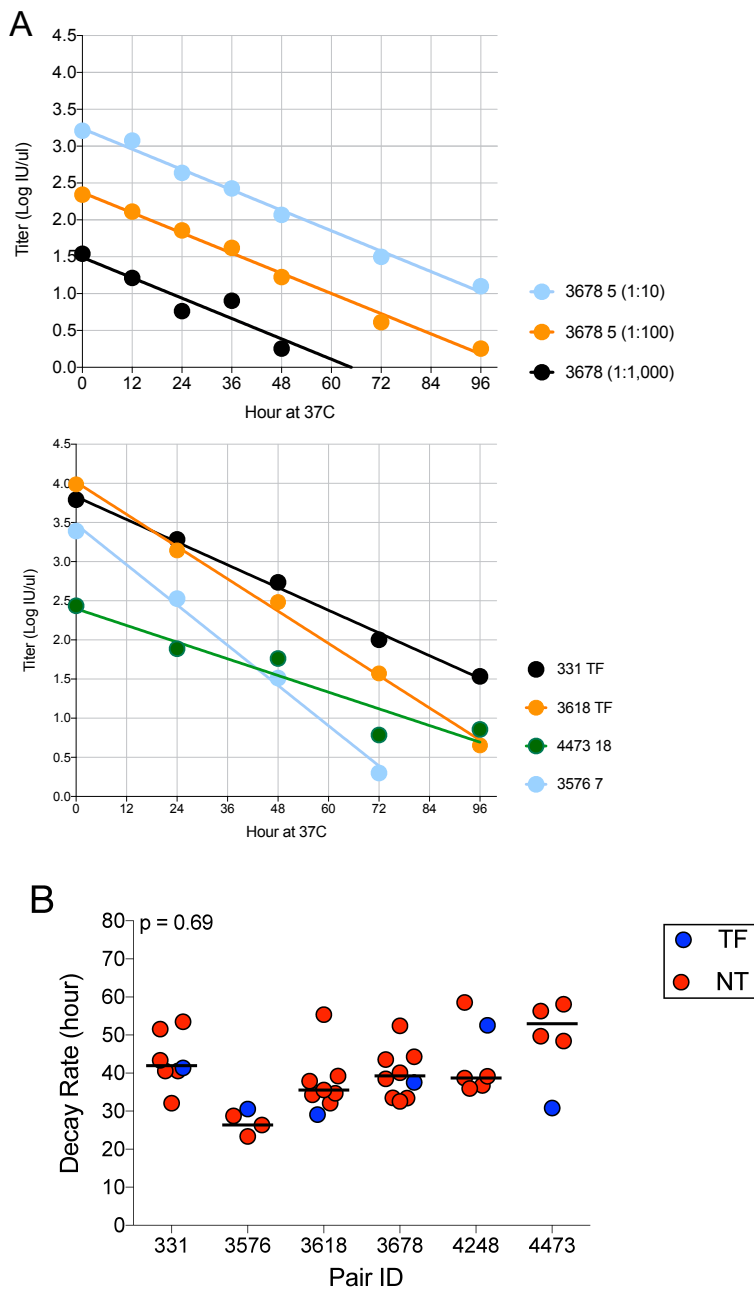 A
4.5
4.0
3.5
3.0
2.5
2.0
1.5
1.0
0.5
0.0
Titer (Log IU/ul)
0 12 24 36 48 60 72 84 96
Hour at 37C
3678 5 (1:10)
3678 5 (1:100)
3678 (1:1,000)
4.5
4.0
3.5
3.0
2.5
2.0
1.5
1.0
0.5
0.0
Titer (Log IU/ul)
0 12 24 36 48 60 72 84 96
Hour at 37C
331 TF
3618 TF
4473 18
3576 7
B
p = 0.69
80
70
60
50
40
30
20
10
0
Decay Rate (hour)
331 3576 3618 3678 4248 4473
Pair ID
TF
NT